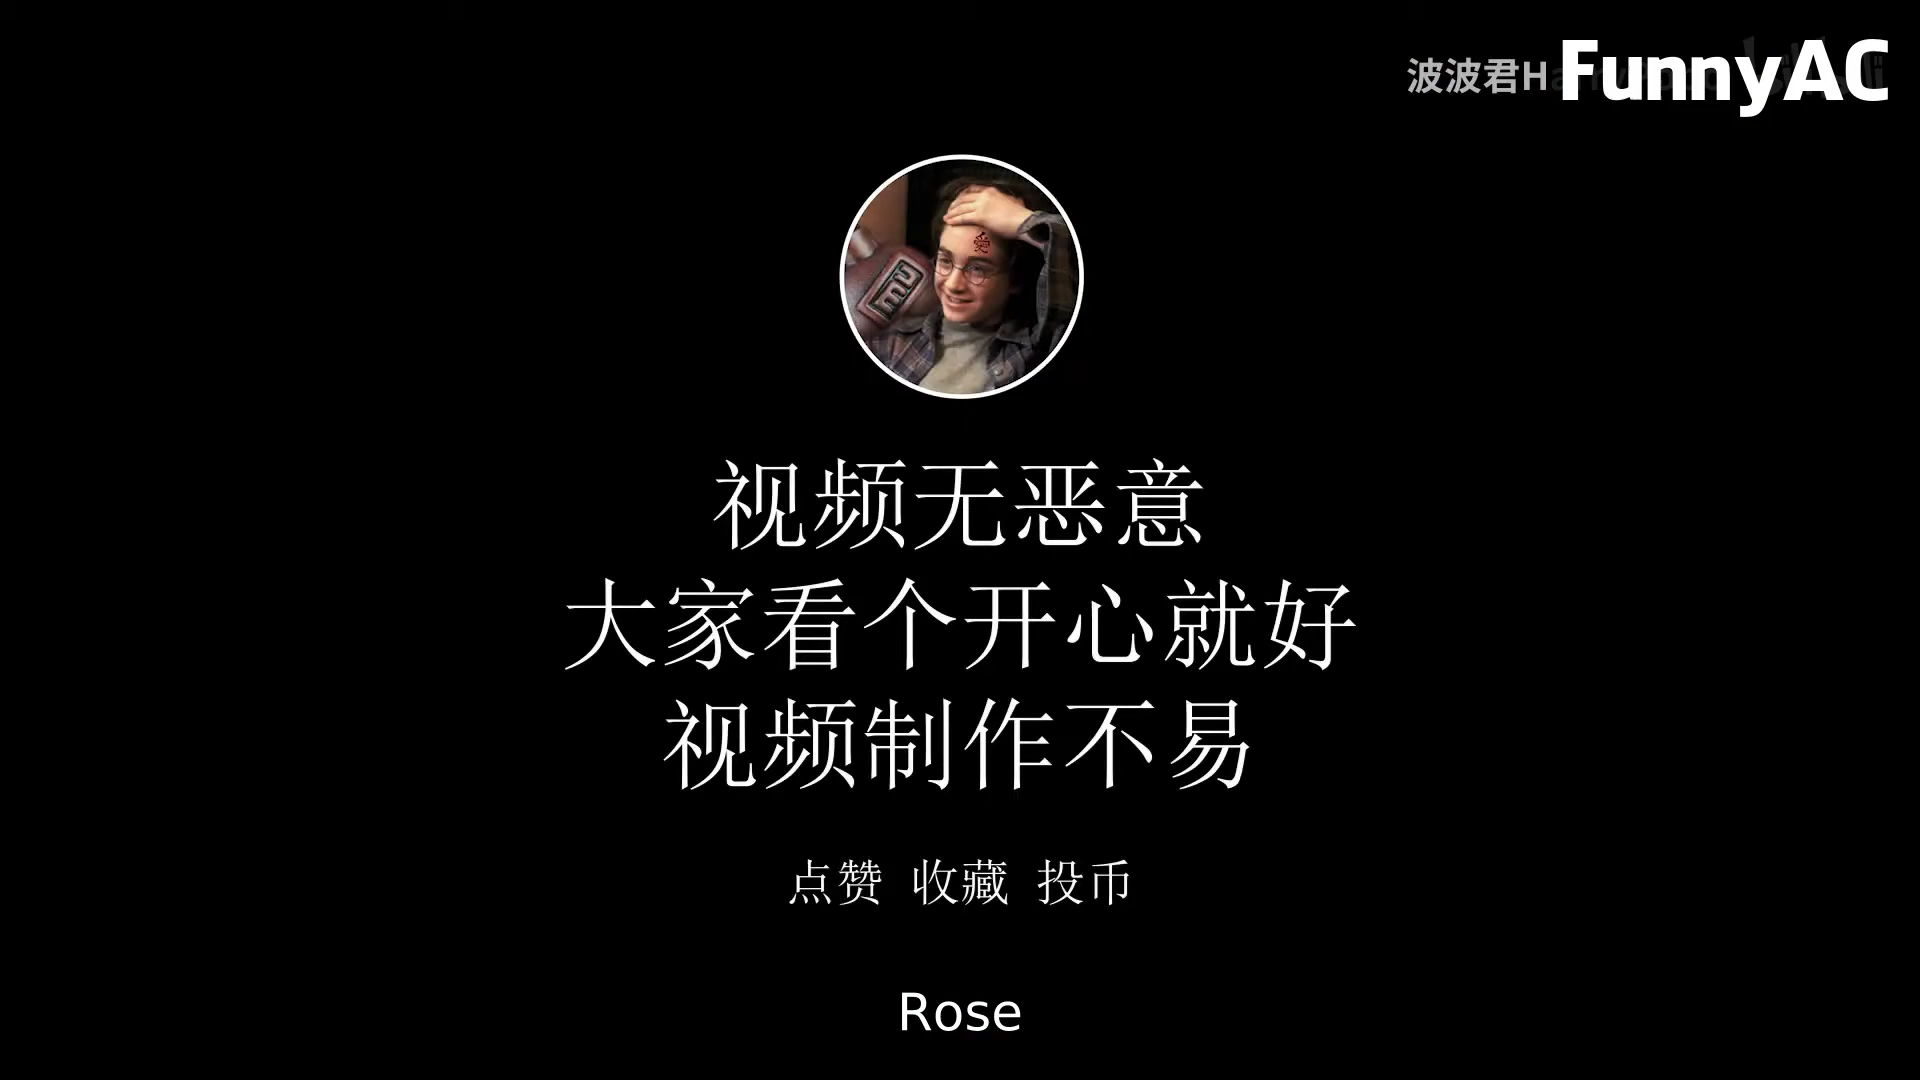 波波君H
FunnyAC
愛
视频无恶意
大家看个开心就好
视频制作不易
点赞 收藏 投币
Rose